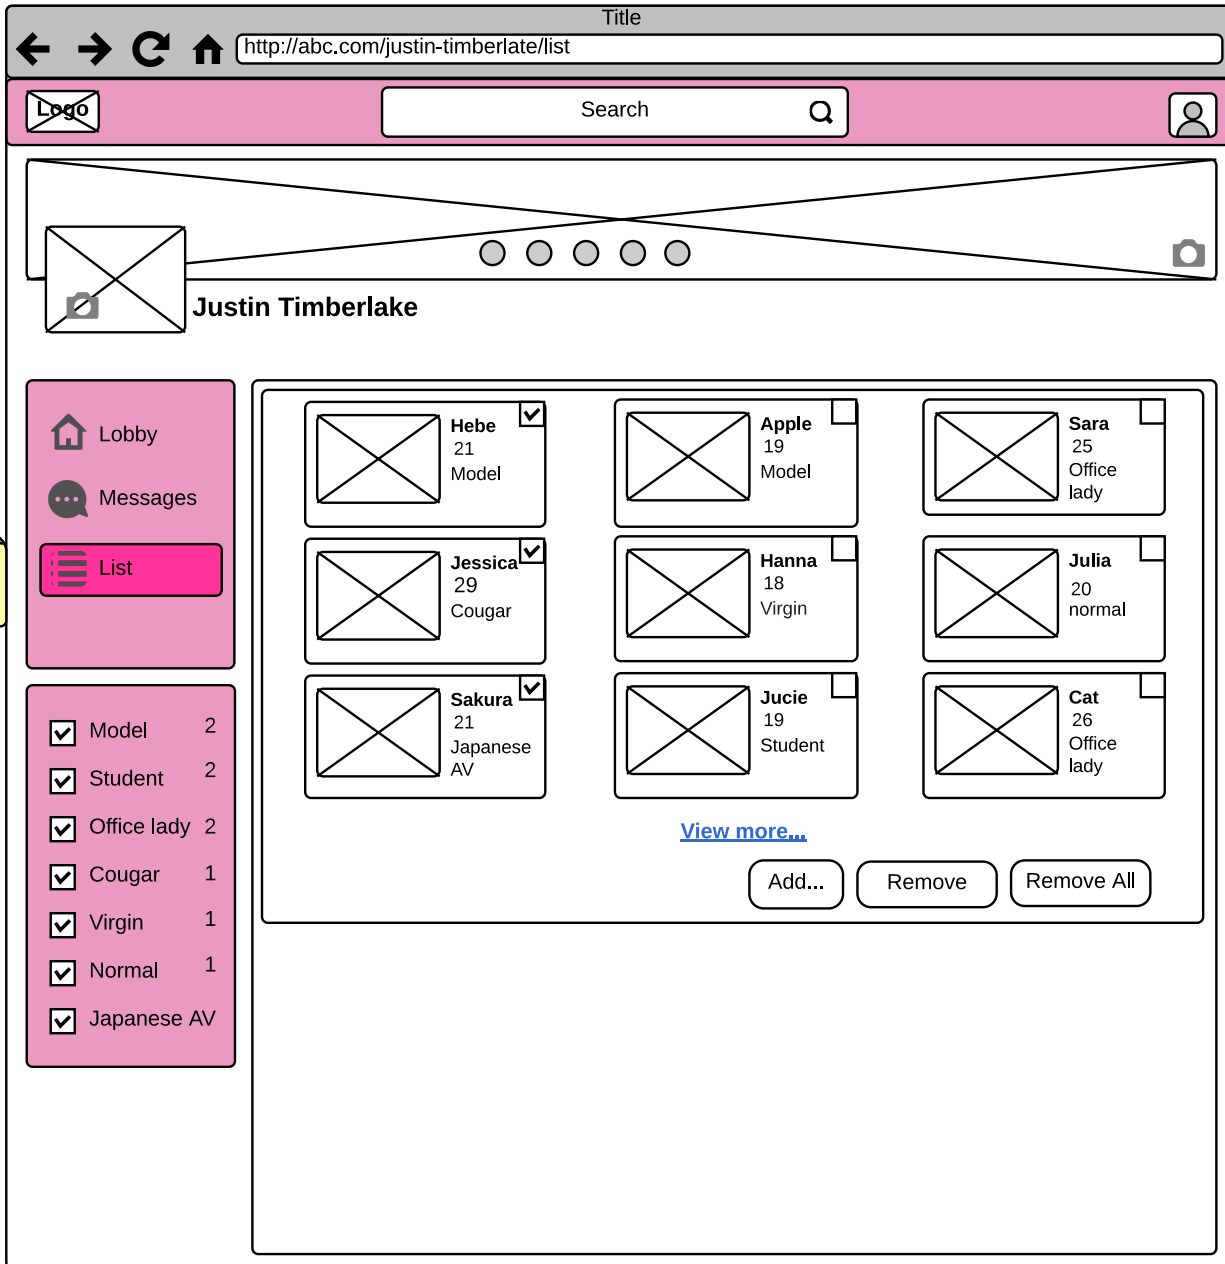 Title
http://abc.com/justin-timberlate/list
Logo
Search
Justin Timberlake
Lobby
Messages
List
Model 2
Student 2
Office lady 2
Cougar 1
Virgin 1
Normal 1
Japanese AV
Hebe
21
Model
Apple
19
Model
Sara
25
Office
lady
Jessica
29
Cougar
Hanna
18
Virgin
Julia
20
normal
Sakura
21
Japanese
AV
Jucie
19
Student
Cat
26
Office
lady
View more...
Add...
Remove
Remove All